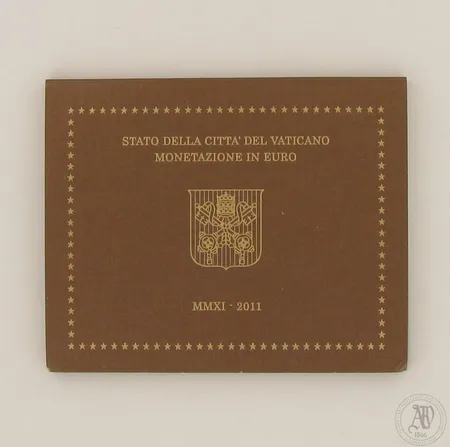 STATO DELLA CITTA' DEL VATICANO
MONETAZIONE IN EURO
MMXI - 2011